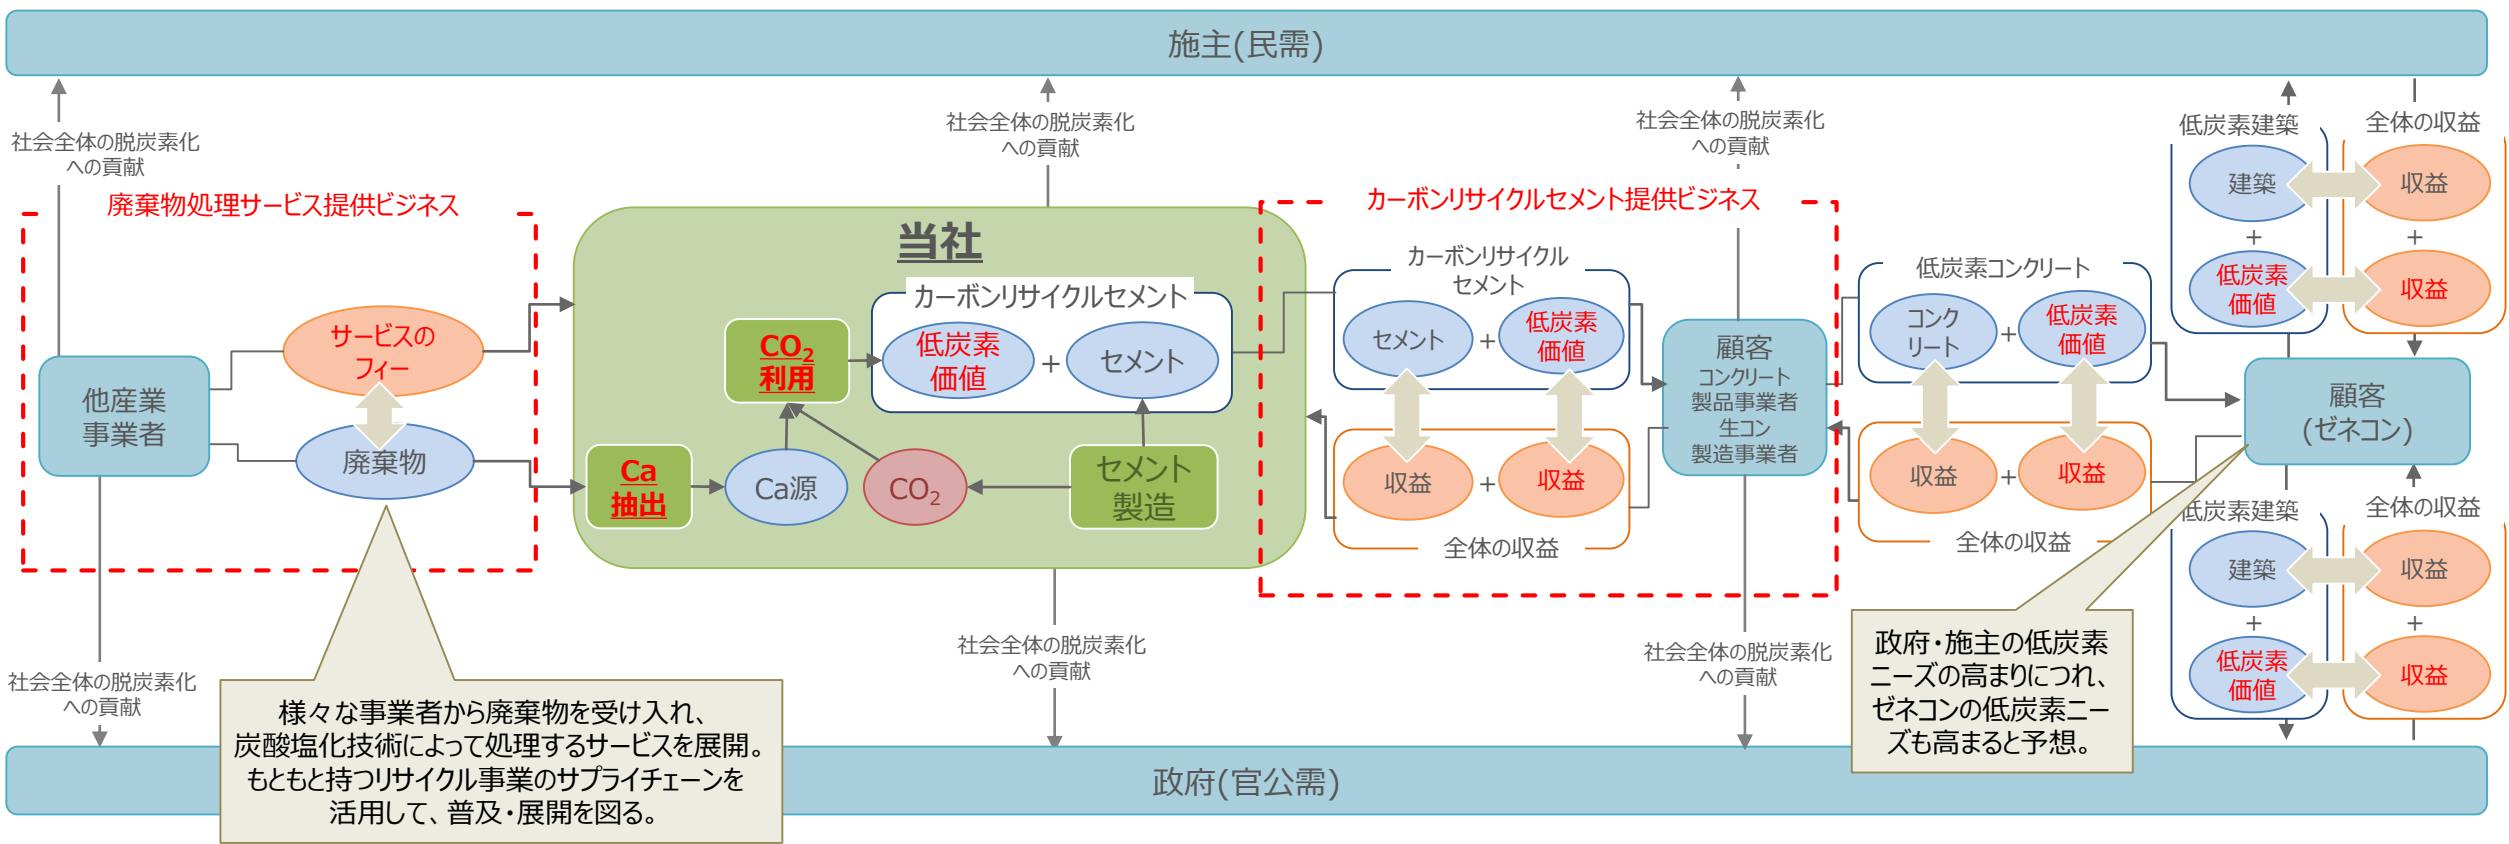 施主(民需)
社会全体の脱炭素化
への貢献
社会全体の脱炭素化
への貢献
社会全体の脱炭素化
への貢献
低炭素建築
全体の収益
建築
収益
+
+
低炭素
価値
収益
廃棄物処理サービス提供ビジネス
サービスの
フィー
他産業
事業者
廃棄物
当社
カーボンリサイクルセメント
CO₂
利用
低炭素
価値
+
セメント
Ca
抽出
Ca源
CO₂
セメント
製造
カーボンリサイクルセメント提供ビジネス
カーボンリサイクル
セメント
セメント
+
低炭素
価値
収益
+
収益
全体の収益
顧客
コンクリート
製品事業者
生コン
製造事業者
低炭素コンクリート
コンク
リート
+
低炭素
価値
収益
+
収益
全体の収益
顧客
(ゼネコン)
低炭素建築
全体の収益
建築
収益
+
+
低炭素
価値
収益
社会全体の脱炭素化
への貢献
社会全体の脱炭素化
への貢献
社会全体の脱炭素化
への貢献
様々な事業者から廃棄物を受け入れ、
炭酸塩化技術によって処理するサービスを展開。
もともと持つリサイクル事業のサプライチェーンを
活用して、普及・展開を図る。
政府・施主の低炭素
ニーズの高まりにつれ、
ゼネコンの低炭素ニー
ズも高まると予想。
政府(官公需)